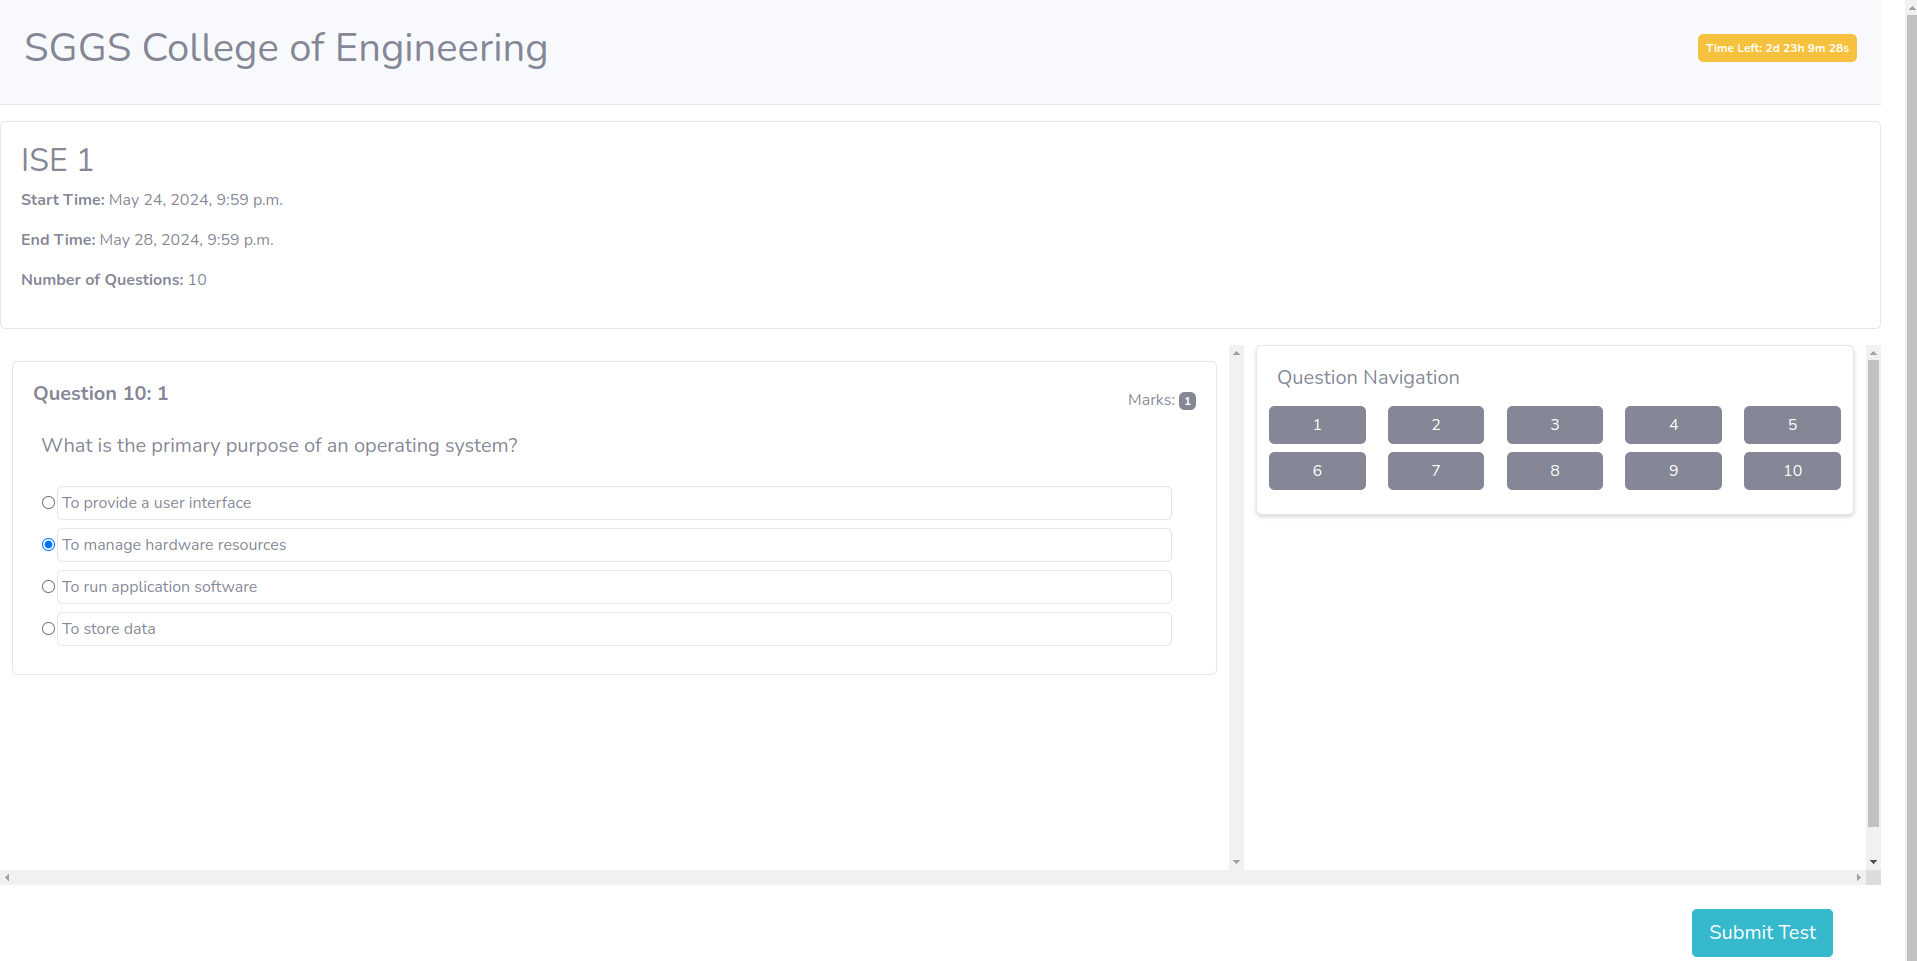 SGGS College of Engineering
Time Left: 2d 23h 9m 28s
ISE 1
Start Time: May 24, 2024, 9:59 p.m.
End Time: May 28, 2024, 9:59 p.m.
Number of Questions: 10
Question 10: 1
Marks: 1
What is the primary purpose of an operating system?
To provide a user interface
To manage hardware resources
To run application software
To store data
Question Navigation
1 2 3 4 5
6 7 8 9 10
Submit Test